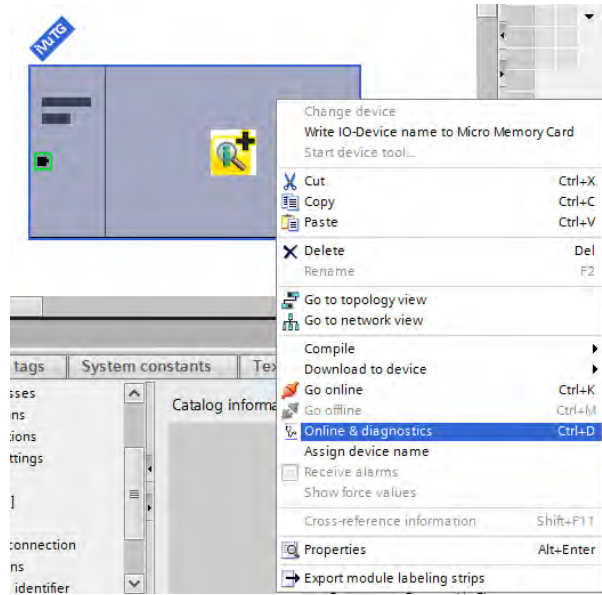 iVu TG
Change device
Write IO-Device name to Micro Memory Card
Start device tool...
Cut Ctrl+X
Copy Ctrl+C
Paste Ctrl+V
Delete Del
Rename F2
Go to topology view
Go to network view
Compile
Download to device
Go online Ctrl+K
Go offline Ctrl+M
Online & diagnostics Ctrl+D
Assign device name
Receive alarms
Show force values
Cross-reference information Shift+F11
Properties Alt+Enter
Export module labeling strips
tags System constants Tex
sses
ns
ions
ttings
]
connection
ns
identifier
Catalog informa